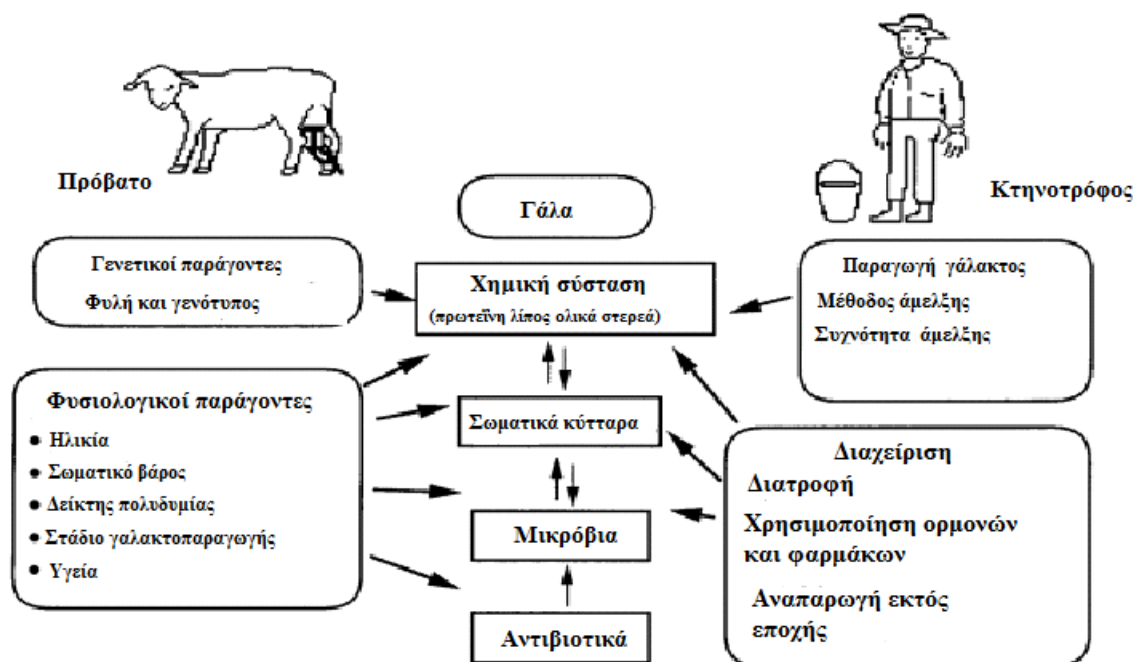 Πρόβατο
Κτηνοτρόφος
Γάλα
Γενετικοί παράγοντες
Φυλή και γενότυπος
Χημική σύσταση
(πρωτεΐνη λίπος ολικά στερεά)
Παραγωγή γάλακτος
Μέθοδος άμελξης
Συχνότητα άμελξης
Φυσιολογικοί παράγοντες
• Ηλικία
• Σωματικό βάρος
• Δείκτης πολυδυμίας
• Στάδιο γαλακτοπαραγωγής
• Υγεία
Σωματικά κύτταρα
Μικρόβια
Αντιβιοτικά
Διαχείριση
Διατροφή
Χρησιμοποίηση ορμονών
και φαρμάκων
Αναπαρωγή εκτός
εποχής